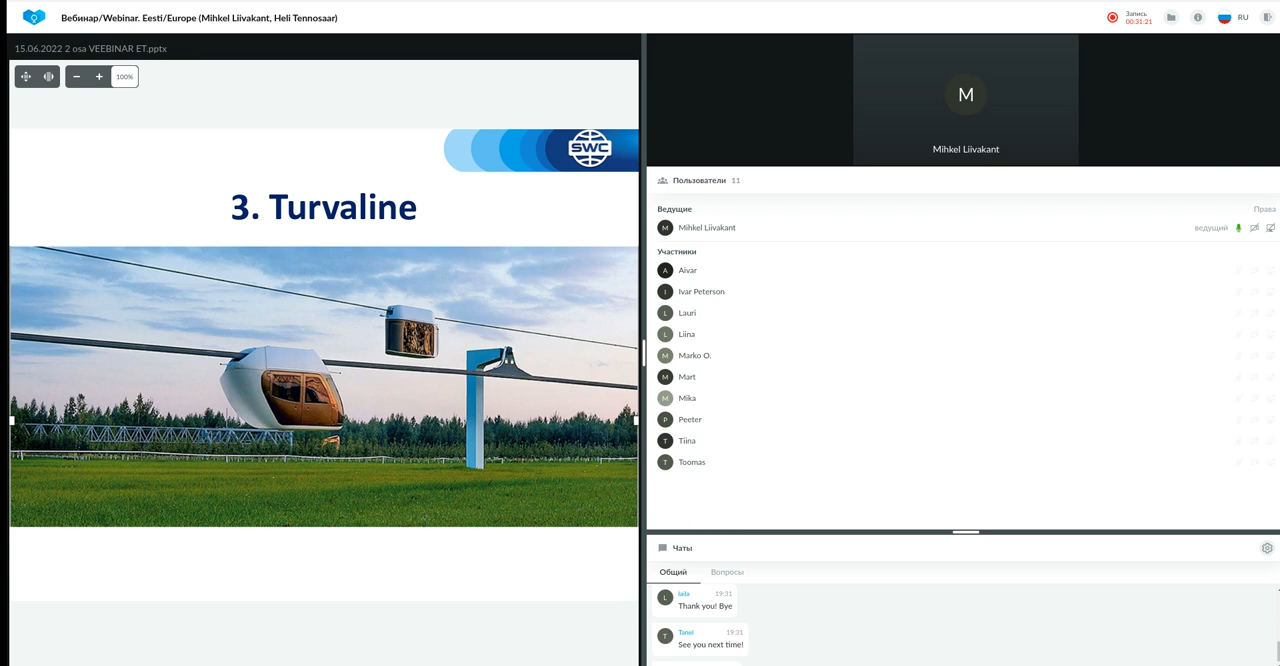 Вебинар/Webinar. Eesti/Europe (Mihkel Liivakant, Heli Tennosaar)
Запись
00:31:21
RU
15.06.2022 2 osa VEEBINAR ET.pptx
100%
SWC
3. Turvaline
M
Mihkel Liivakant
Пользователи 11
Ведущие Права
M Mihkel Liivakant ведущий
Участники
A Aivar
I Ivar Peterson
L Lauri
L Liina
M Marko O.
M Mart
M Mika
P Peeter
T Tiina
T Toomas
Чаты
Общий Вопросы
L laila 19:31
Thank you! Bye
T Tanel 19:31
See you next time!